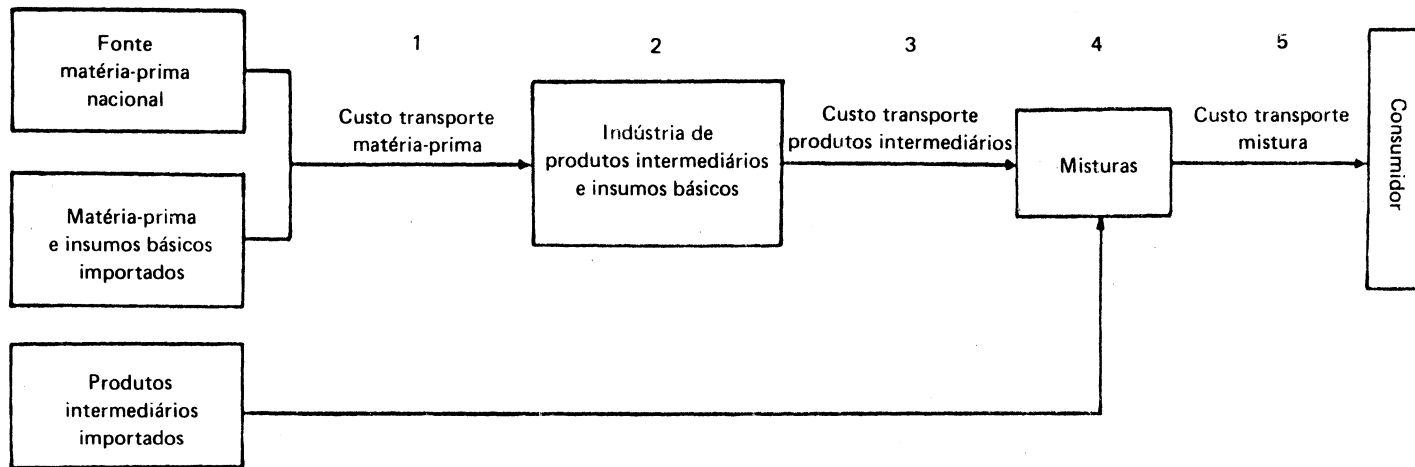 Fonte
matéria-prima
nacional
Matéria-prima
e insumos básicos
importados
Produtos
intermediários
importados
1
Custo transporte
matéria-prima
2
Indústria de
produtos intermediários
e insumos básicos
3
Custo transporte
produtos intermediários
4
Misturas
5
Custo transporte
mistura
Consumidor